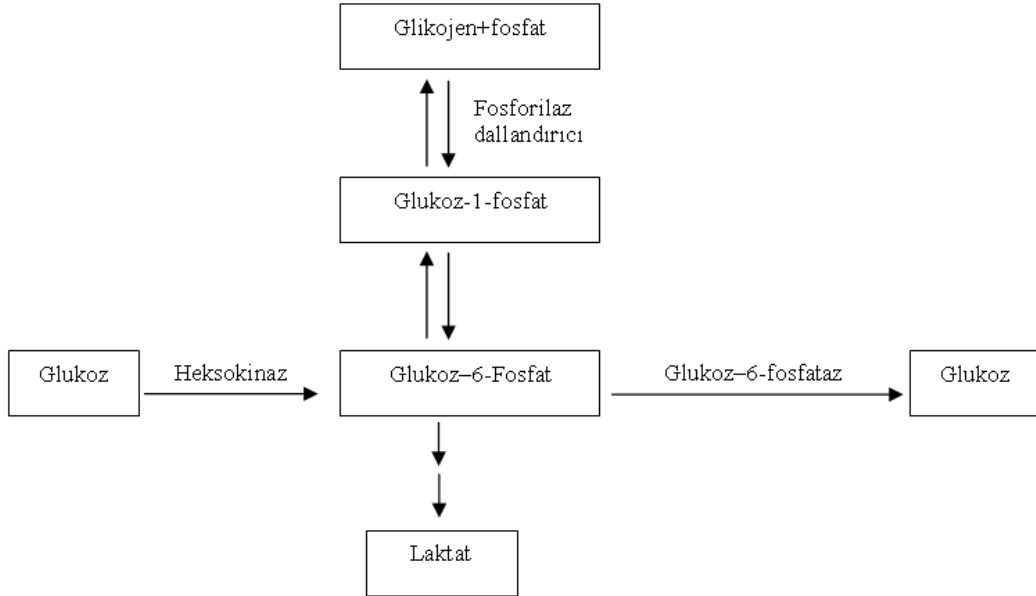 Glikojen+fosfat
Fosforilaz
dallandırıcı
Glukoz-1-fosfat
Glukoz
Heksokinaz
Glukoz–6-Fosfat
Glukoz–6-fosfataz
Glukoz
Laktat